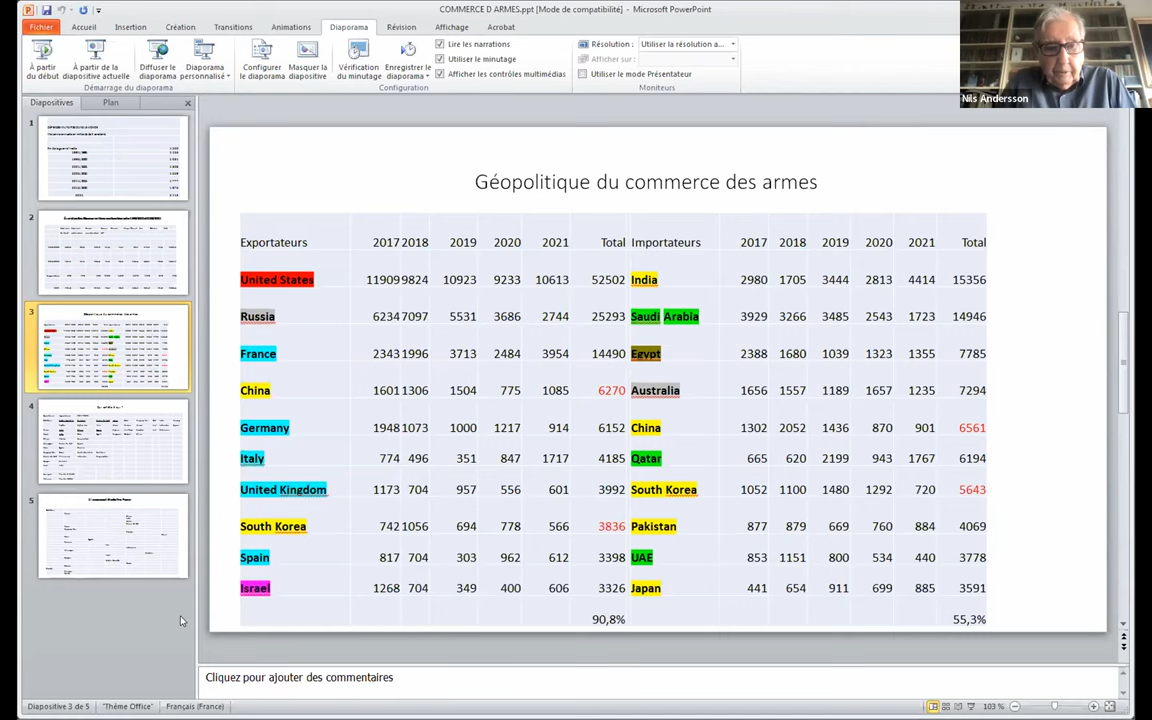 COMMERCE D ARMES.ppt [Mode de compatibilité] - Microsoft PowerPoint
Fichier Accueil Insertion Création Transitions Animations Diaporama Révision Affichage Acrobat
À partir du début
À partir de la diapositive actuelle
Diffuser le diaporama
Diaporama personnalisé
Configurer le diaporama
Masquer la diapositive
Vérification du minutage
Enregistrer le diaporama
Lire les narrations
Utiliser le minutage
Afficher les contrôles multimédias
Résolution : Utiliser la résolution a...
Afficher sur :
Utiliser le mode Présentateur
Démarrage du diaporama Configuration Moniteurs
Nils Andersson
Diapositives Plan
1
2
3
4
5
Géopolitique du commerce des armes
Exportateurs 2017 2018 2019 2020 2021 Total Importateurs 2017 2018 2019 2020 2021 Total
United States 11909 9824 10923 9233 10613 52502 India 2980 1705 3444 2813 4414 15356
Russia 6234 7097 5531 3686 2744 25293 Saudi Arabia 3929 3266 3485 2543 1723 14946
France 2343 1996 3713 2484 3954 14490 Egypt 2388 1680 1039 1323 1355 7785
China 1601 1306 1504 775 1085 6270 Australia 1656 1557 1189 1657 1235 7294
Germany 1948 1073 1000 1217 914 6152 China 1302 2052 1436 870 901 6561
Italy 774 496 351 847 1717 4185 Qatar 665 620 2199 943 1767 6194
United Kingdom 1173 704 957 556 601 3992 South Korea 1052 1100 1480 1292 720 5643
South Korea 742 1056 694 778 566 3836 Pakistan 877 879 669 760 884 4069
Spain 817 704 303 962 612 3398 UAE 853 1151 800 534 440 3778
Israel 1268 704 349 400 606 3326 Japan 441 654 911 699 885 3591
90,8% 55,3%
Cliquez pour ajouter des commentaires
Diapositive 3 de 5 "Thème Office" Français (France) 103 %